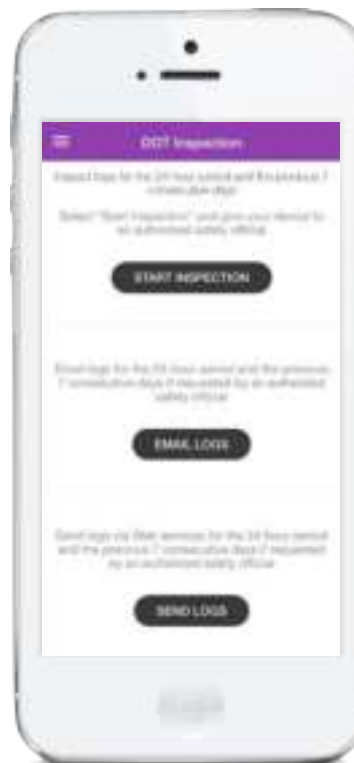 DOT Inspection
Inspect logs for the 24-hour period and the previous 7
consecutive days
Select "Start Inspection" and give your device to
an authorized safety official
START INSPECTION
Email logs for the 24-hour period and the previous
7 consecutive days if requested by an authorized
safety official
EMAIL LOGS
Send logs via Web services for the 24 hour period
and the previous 7 consecutive days if requested
by an authorized safety official
SEND LOGS